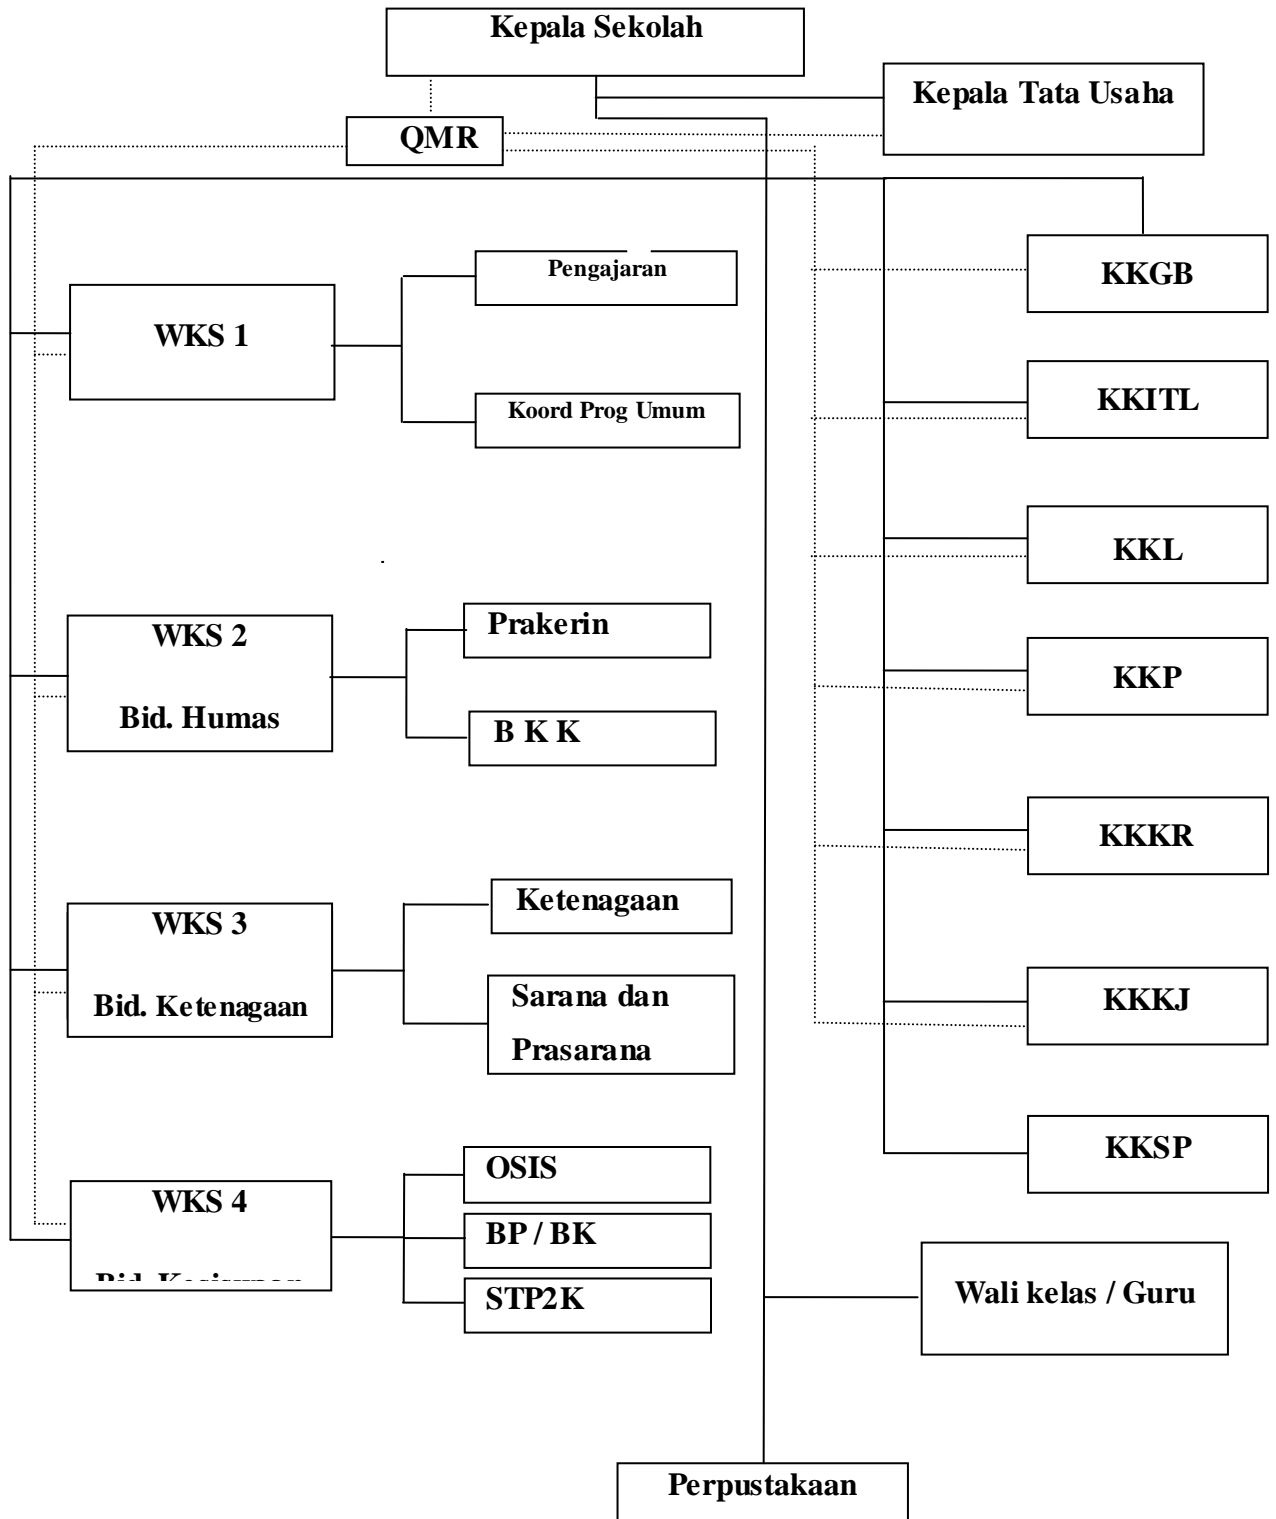 Kepala Sekolah
Kepala Tata Usaha
QMR
WKS 1
Pengajaran
Koord Prog Umum
WKS 2
Bid. Humas
Prakerin
B K K
WKS 3
Bid. Ketenagaan
Ketenagaan
Sarana dan
Prasarana
WKS 4
OSIS
BP / BK
STP2K
KKGB
KKITL
KKL
KKP
KKKR
KKKJ
KKSP
Wali kelas / Guru
Perpustakaan